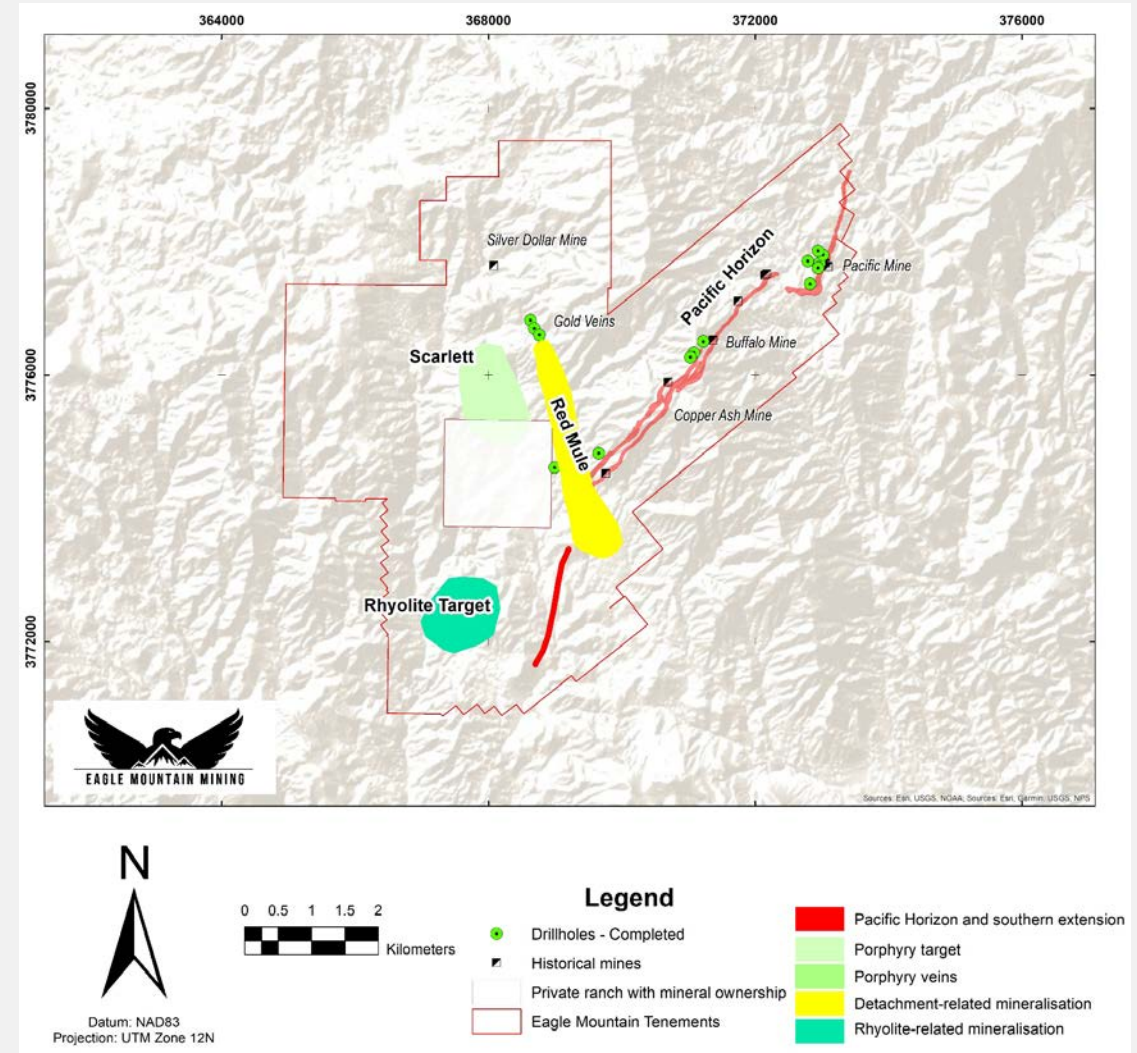 364000 368000 372000 376000
3780000
3776000
3772000
Silver Dollar Mine
Pacific Horizon
Pacific Mine
Gold Veins
Buffalo Mine
Scarlett
Red Mule
Copper Ash Mine
Rhyolite Target
EAGLE MOUNTAIN MINING
Sources: Esri, USGS, NOAA; Sources: Esri, Garmin, USGS, NPS
N
Datum: NAD83
Projection: UTM Zone 12N
0 0.5 1 1.5 2
Kilometers
Legend
Drillholes - Completed
Historical mines
Private ranch with mineral ownership
Eagle Mountain Tenements
Pacific Horizon and southern extension
Porphyry target
Porphyry veins
Detachment-related mineralisation
Rhyolite-related mineralisation